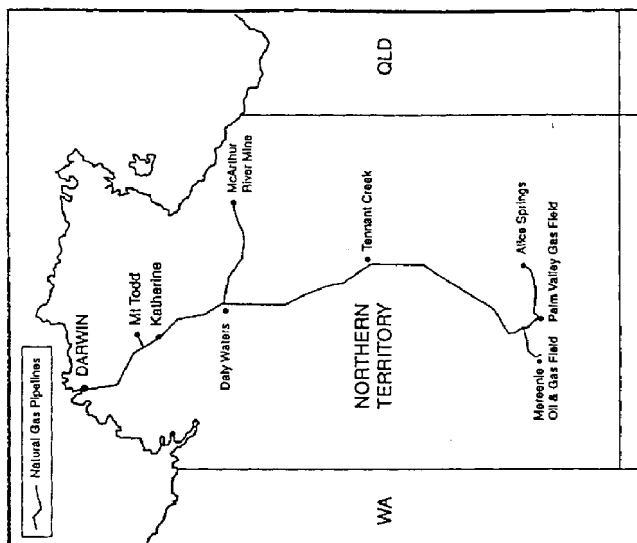 Natural Gas Pipelines
DARWIN
Mt Todd
Katherine
McArthur
River Mine
Daly Waters
Tennant Creek
NORTHERN
TERRITORY
WA
QLD
Alice Springs
Palm Valley Gas Field
Mereenie
Oil & Gas Field